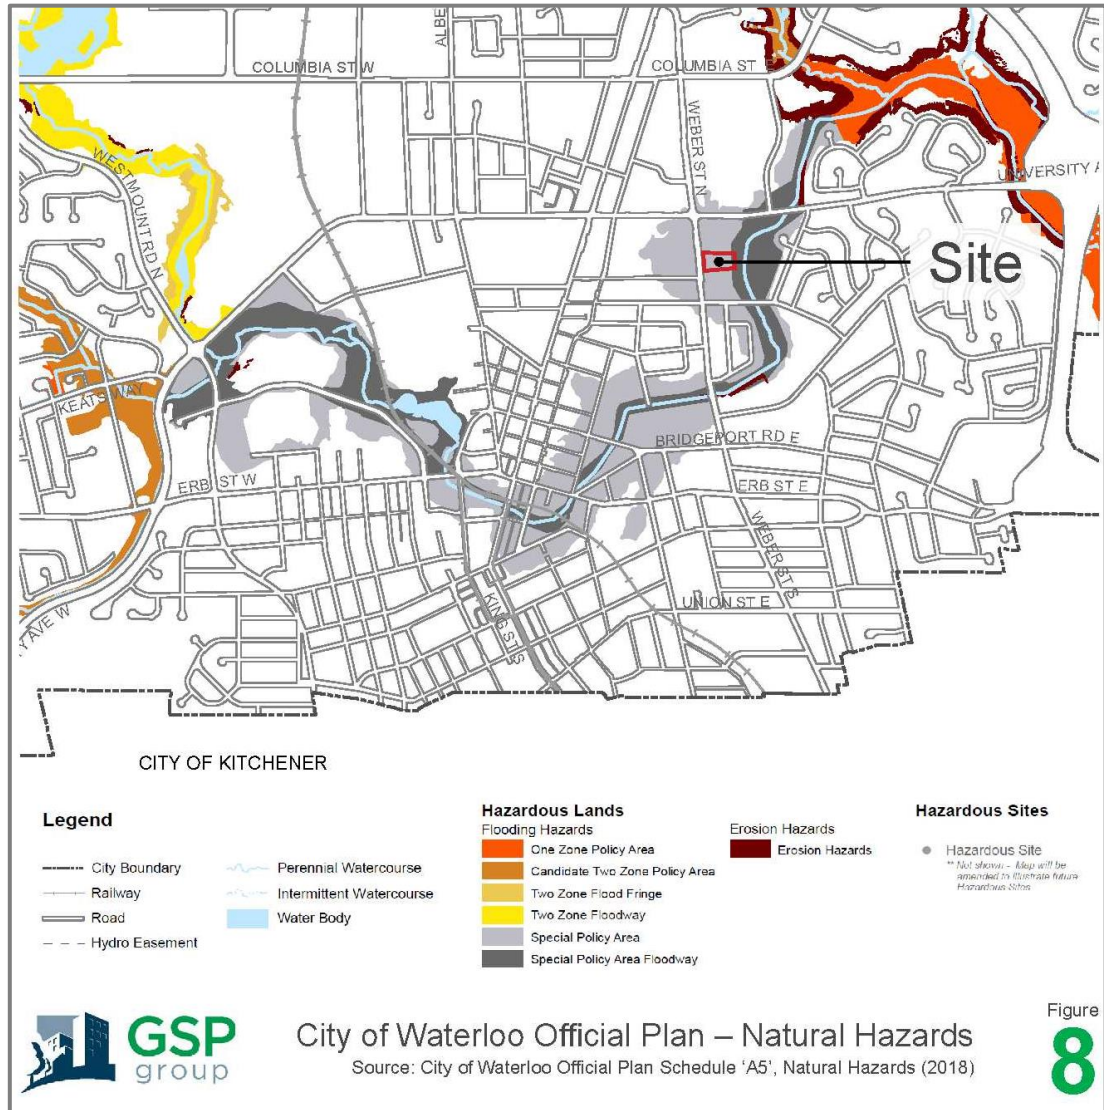 COLUMBIA ST W
ALBE
COLUMBIA ST E
WEBER ST N
WESTMOUNT RD N
UNIVERSITY A
Site
KEATS WAY
BRIDGEPORT RD E
ERB ST W
ERB ST E
WEBER ST S
UNION ST E
KING ST S
Y AVE W
CITY OF KITCHENER
Legend
City Boundary
Railway
Road
Hydro Easement
Perennial Watercourse
Intermittent Watercourse
Water Body
Hazardous Lands
Flooding Hazards
One Zone Policy Area
Candidate Two Zone Policy Area
Two Zone Flood Fringe
Two Zone Floodway
Special Policy Area
Special Policy Area Floodway
Erosion Hazards
Erosion Hazards
Hazardous Sites
Hazardous Site
** Not shown - Map will be
amended to illustrate future
Hazardous Sites
GSP
group
City of Waterloo Official Plan – Natural Hazards
Source: City of Waterloo Official Plan Schedule ‘A5’, Natural Hazards (2018)
Figure
8